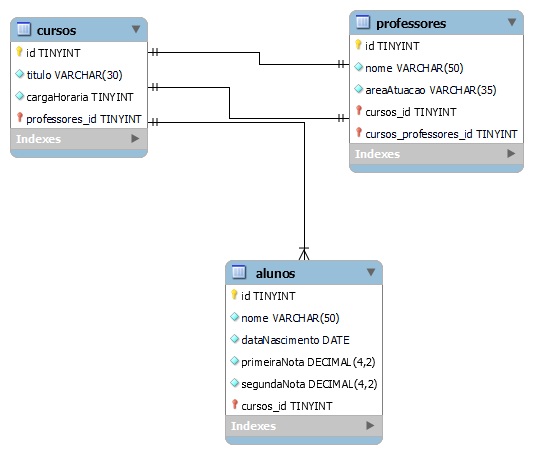 cursos
id TINYINT
titulo VARCHAR(30)
cargaHoraria TINYINT
professores_id TINYINT
Indexes
professores
id TINYINT
nome VARCHAR(50)
areaAtuacao VARCHAR(35)
cursos_id TINYINT
cursos_professores_id TINYINT
Indexes
alunos
id TINYINT
nome VARCHAR(50)
dataNascimento DATE
primeiraNota DECIMAL(4,2)
segundaNota DECIMAL(4,2)
cursos_id TINYINT
Indexes